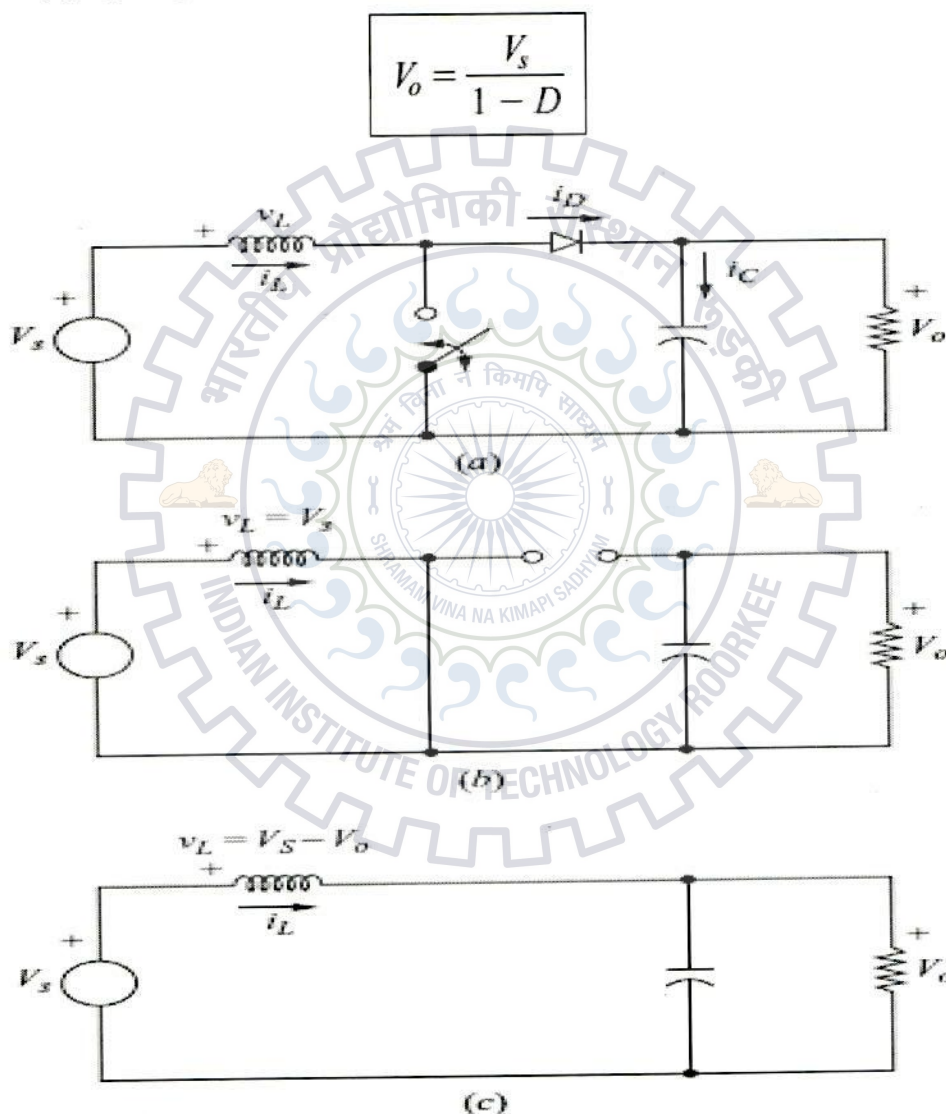 V_o = V_s / (1 − D)
+ v_L
i_L
i_D
i_C
+
V_s
+
V_o
(a)
v_L = V_s
+
i_L
+
V_s
+
V_o
(b)
v_L = V_S − V_o
+
i_L
+
V_s
+
V_o
(c)
भारतीय प्रौद्योगिकी संस्थान रुड़की
श्रमं विना न किमपि साध्यम
SHRAMAM VINA NA KIMAPI SADHYAM
INDIAN INSTITUTE OF TECHNOLOGY ROORKEE